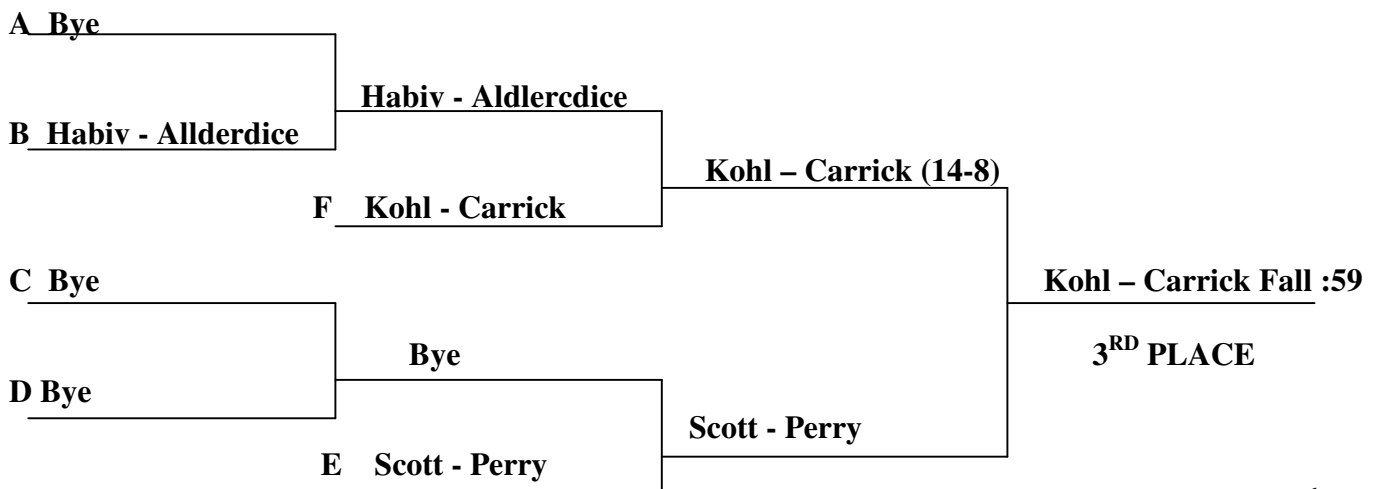 A Bye
Habiv - Aldlercdice
B Habiv - Allderdice
Kohl – Carrick (14-8)
F Kohl - Carrick
C Bye
Kohl – Carrick Fall :59
Bye
3RD PLACE
D Bye
Scott - Perry
E Scott - Perry